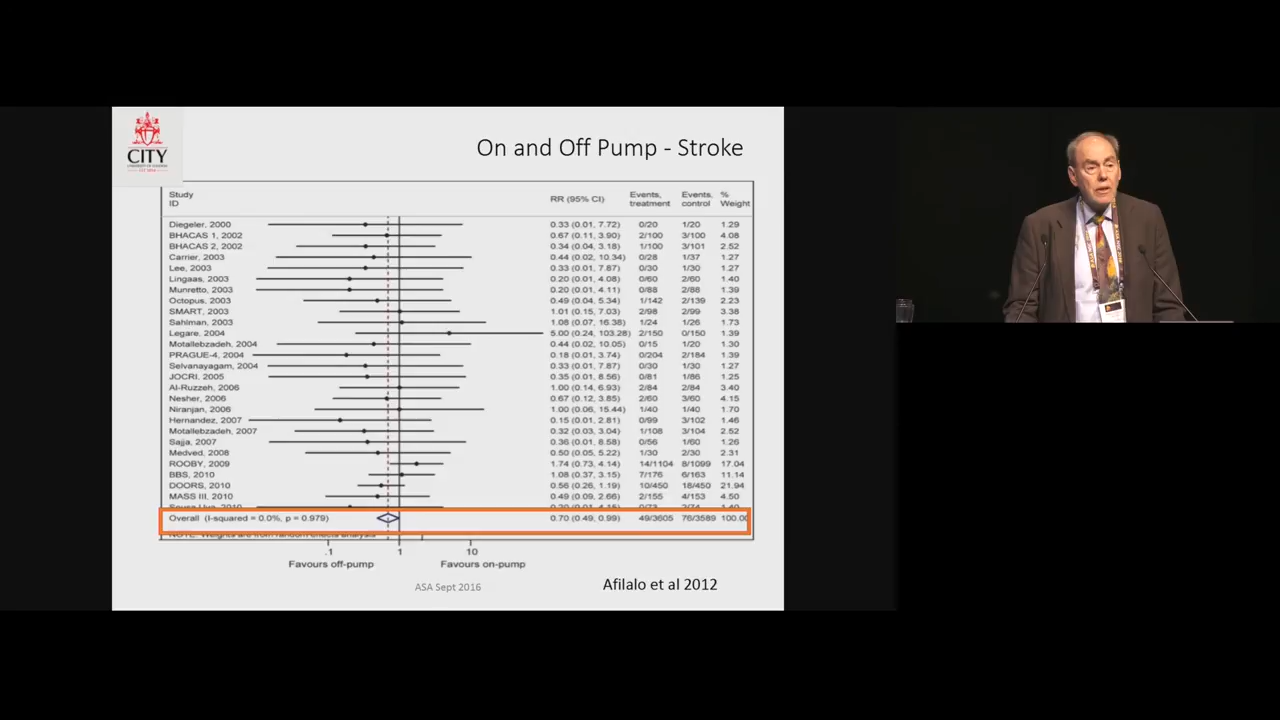 CITY
On and Off Pump - Stroke
Study ID RR (95% CI) Events, treatment Events, control % Weight
Diegeler, 2000 0.33 (0.01, 7.72) 0/20 1/20 1.29
BHACAS 1, 2002 0.67 (0.11, 3.90) 2/100 3/100 4.08
BHACAS 2, 2002 0.34 (0.04, 3.18) 1/100 3/101 2.52
Carrier, 2003 0.44 (0.02, 10.34) 0/28 1/37 1.27
Lee, 2003 0.33 (0.01, 7.87) 0/30 1/30 1.27
Lingaas, 2003 0.20 (0.01, 4.08) 0/60 2/60 1.40
Munretto, 2003 0.20 (0.01, 4.11) 0/88 2/88 1.39
Octopus, 2003 0.49 (0.04, 5.34) 1/142 2/139 2.23
SMART, 2003 1.01 (0.15, 7.03) 2/98 2/99 3.38
Sahlman, 2003 1.08 (0.07, 16.38) 1/24 1/26 1.73
Legare, 2004 5.00 (0.24, 103.28) 2/150 0/150 1.39
Motallebzadeh, 2004 0.44 (0.02, 10.05) 0/15 1/20 1.30
PRAGUE-4, 2004 0.18 (0.01, 3.74) 0/204 2/184 1.39
Selvanayagam, 2004 0.33 (0.01, 7.87) 0/30 1/30 1.27
JOCRI, 2005 0.35 (0.01, 8.56) 0/81 1/86 1.25
Al-Ruzzeh, 2006 1.00 (0.14, 6.93) 2/84 2/84 3.40
Nesher, 2006 0.67 (0.12, 3.85) 2/60 3/60 4.15
Niranjan, 2006 1.00 (0.06, 15.44) 1/40 1/40 1.70
Hernandez, 2007 0.15 (0.01, 2.81) 0/99 3/102 1.46
Motallebzadeh, 2007 0.32 (0.03, 3.04) 1/108 3/104 2.52
Sajja, 2007 0.36 (0.01, 8.58) 0/56 1/60 1.26
Medved, 2008 0.50 (0.05, 5.22) 1/30 2/30 2.31
ROOBY, 2009 1.74 (0.73, 4.14) 14/1104 8/1099 17.04
BBS, 2010 1.08 (0.37, 3.15) 7/176 6/163 11.14
DOORS, 2010 0.56 (0.26, 1.19) 10/450 18/450 21.94
MASS III, 2010 0.49 (0.09, 2.66) 2/155 4/153 4.50
Overall (I-squared = 0.0%, p = 0.979) 0.70 (0.49, 0.99) 49/3605 76/3589 100.00
NOTE: Weights are from random effects analysis
.1 1 10
Favours off-pump Favours on-pump
ASA Sept 2016
Afilalo et al 2012